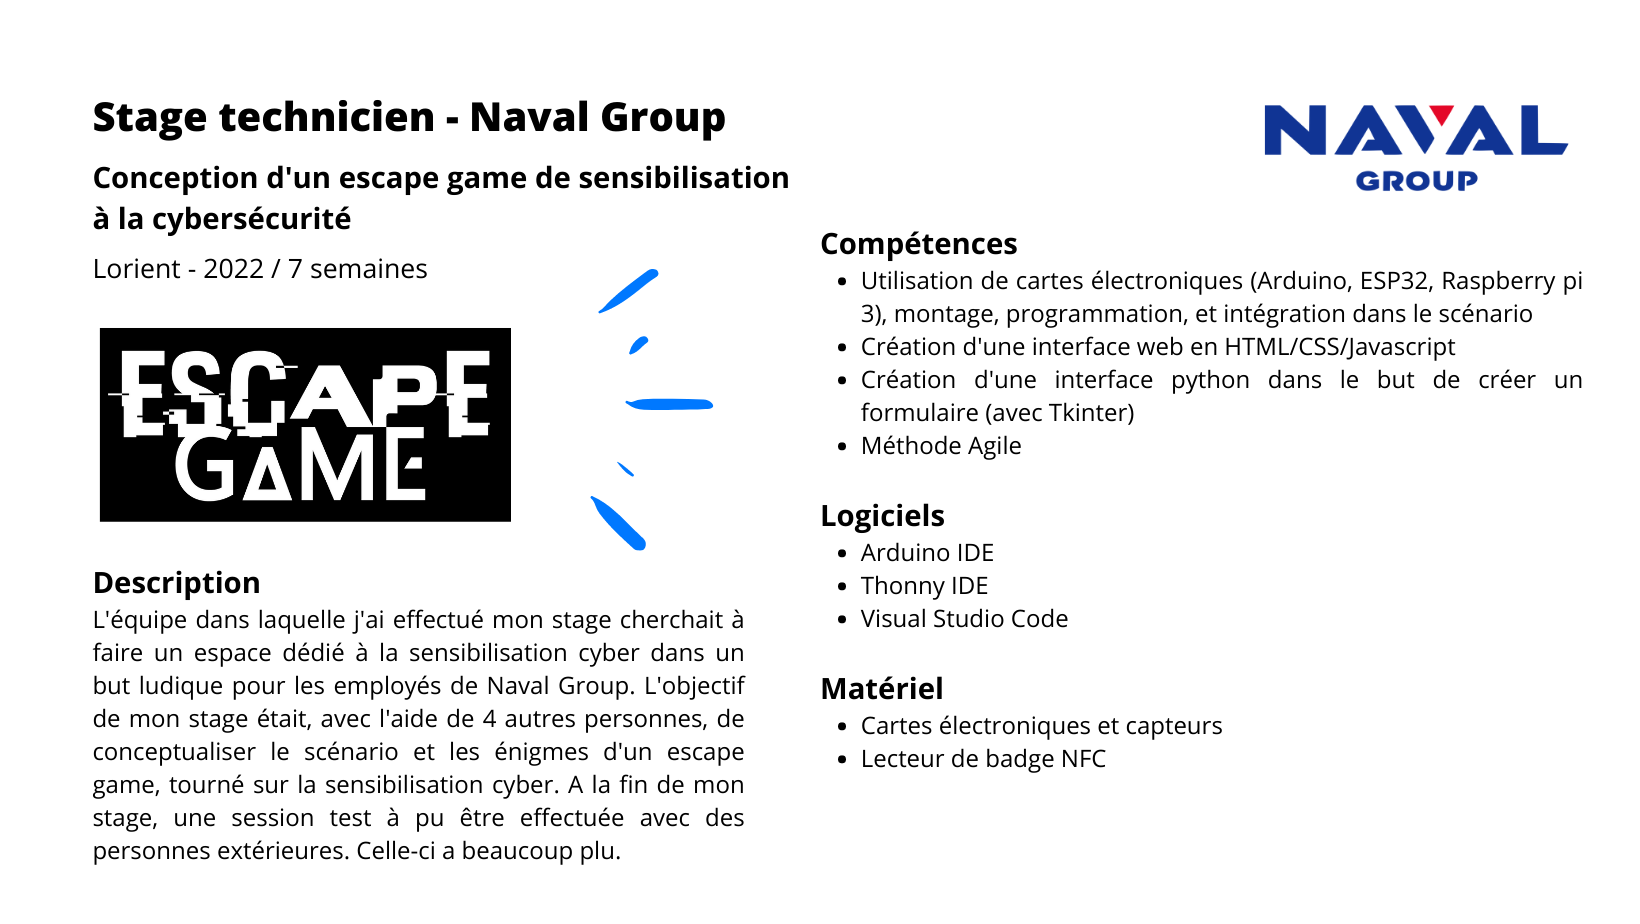 Stage technicien - Naval Group
Conception d'un escape game de sensibilisation
à la cybersécurité
Lorient - 2022 / 7 semaines
ESCAPE
GAME
Description
L'équipe dans laquelle j'ai effectué mon stage cherchait à
faire un espace dédié à la sensibilisation cyber dans un
but ludique pour les employés de Naval Group. L'objectif
de mon stage était, avec l'aide de 4 autres personnes, de
conceptualiser le scénario et les énigmes d'un escape
game, tourné sur la sensibilisation cyber. A la fin de mon
stage, une session test à pu être effectuée avec des
personnes extérieures. Celle-ci a beaucoup plu.
NAVAL
GROUP
Compétences
• Utilisation de cartes électroniques (Arduino, ESP32, Raspberry pi
3), montage, programmation, et intégration dans le scénario
• Création d'une interface web en HTML/CSS/Javascript
• Création d'une interface python dans le but de créer un
formulaire (avec Tkinter)
• Méthode Agile
Logiciels
• Arduino IDE
• Thonny IDE
• Visual Studio Code
Matériel
• Cartes électroniques et capteurs
• Lecteur de badge NFC